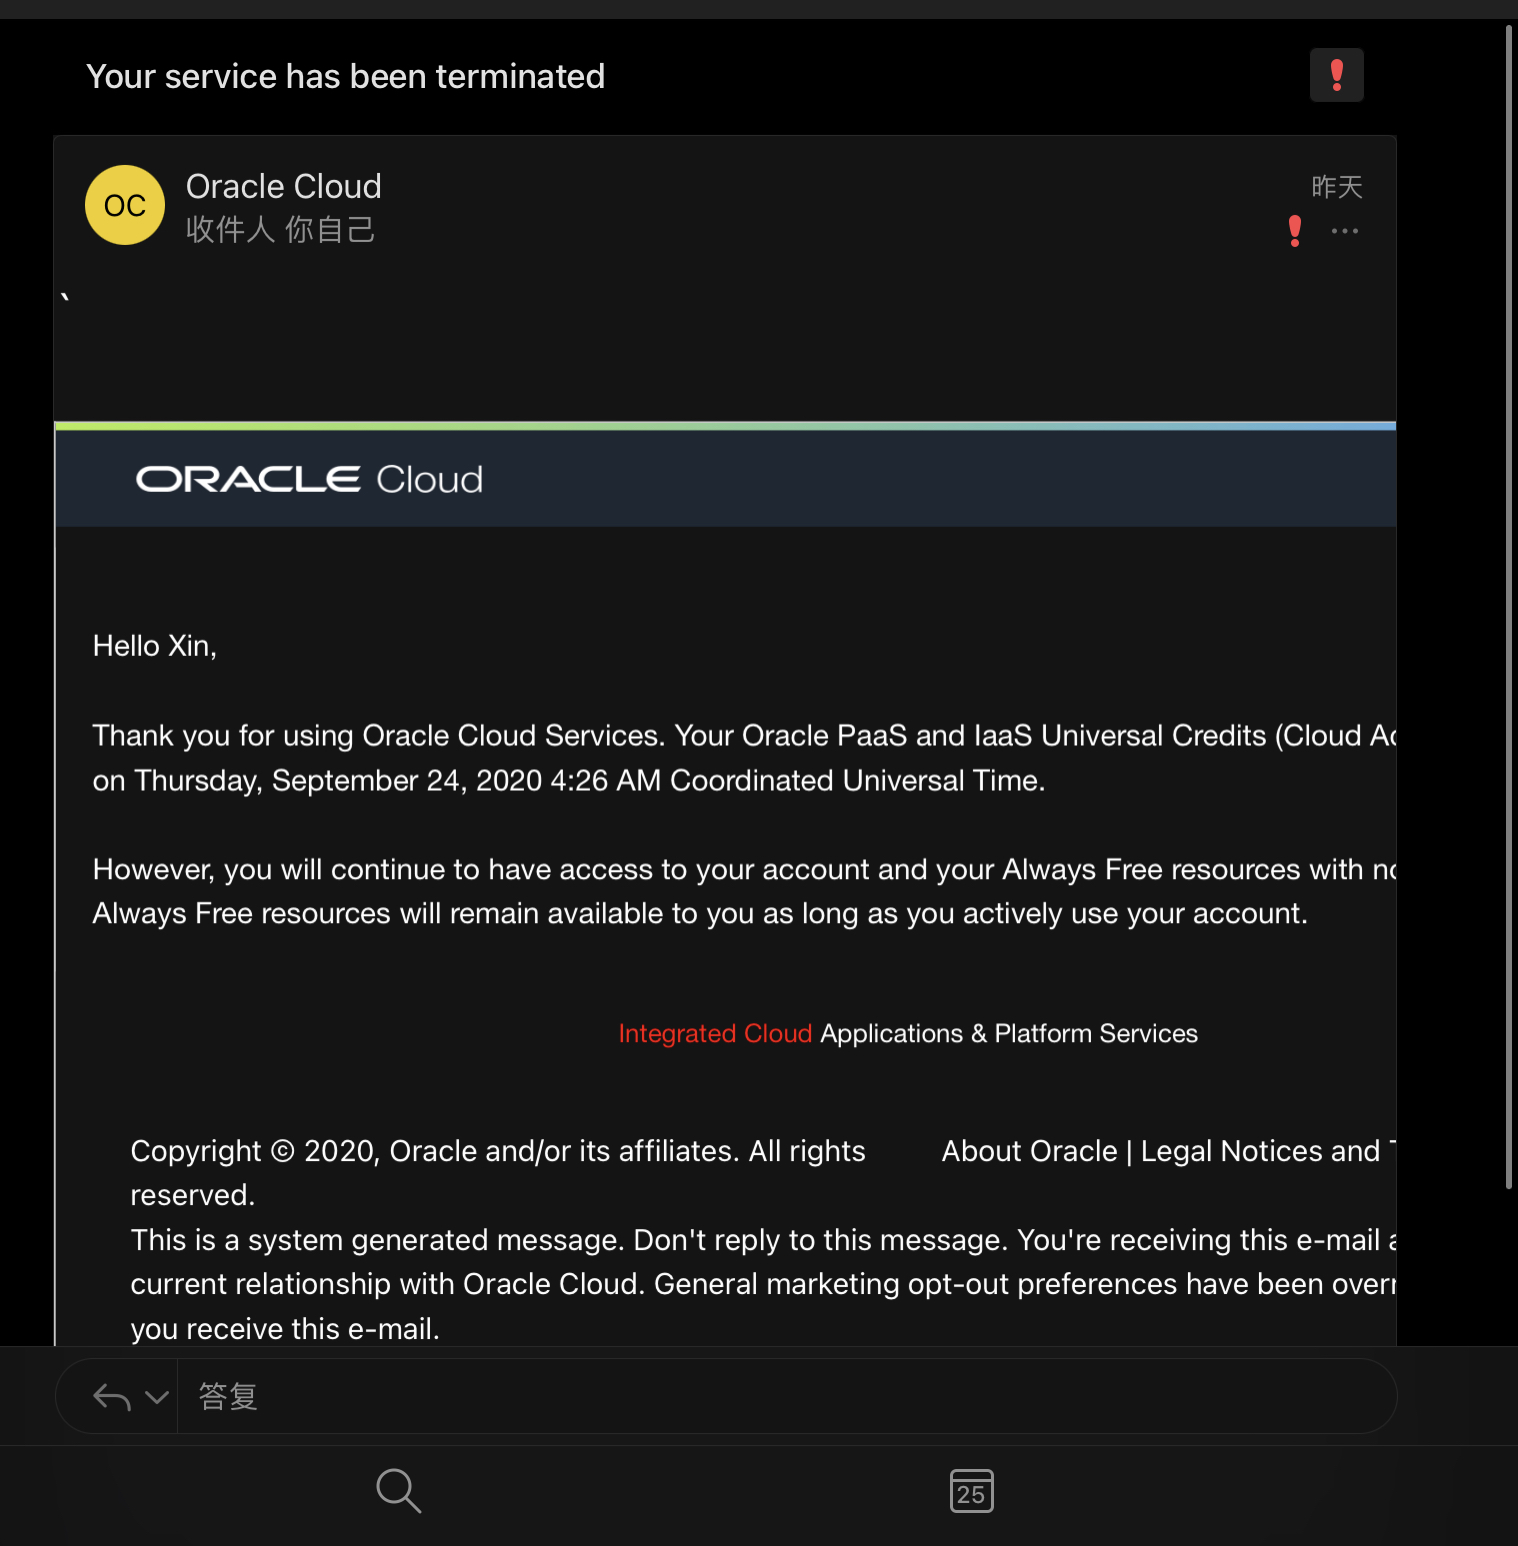 Your service has been terminated
OC
Oracle Cloud
昨天
收件人 你自己
`
ORACLE Cloud
Hello Xin,
Thank you for using Oracle Cloud Services. Your Oracle PaaS and IaaS Universal Credits (Cloud
on Thursday, September 24, 2020 4:26 AM Coordinated Universal Time.
However, you will continue to have access to your account and your Always Free resources with
Always Free resources will remain available to you as long as you actively use your account.
Integrated Cloud Applications & Platform Services
Copyright © 2020, Oracle and/or its affiliates. All rights
reserved.
About Oracle | Legal Notices and
This is a system generated message. Don't reply to this message. You're receiving this e-mail
current relationship with Oracle Cloud. General marketing opt-out preferences have been
you receive this e-mail.
答复
25